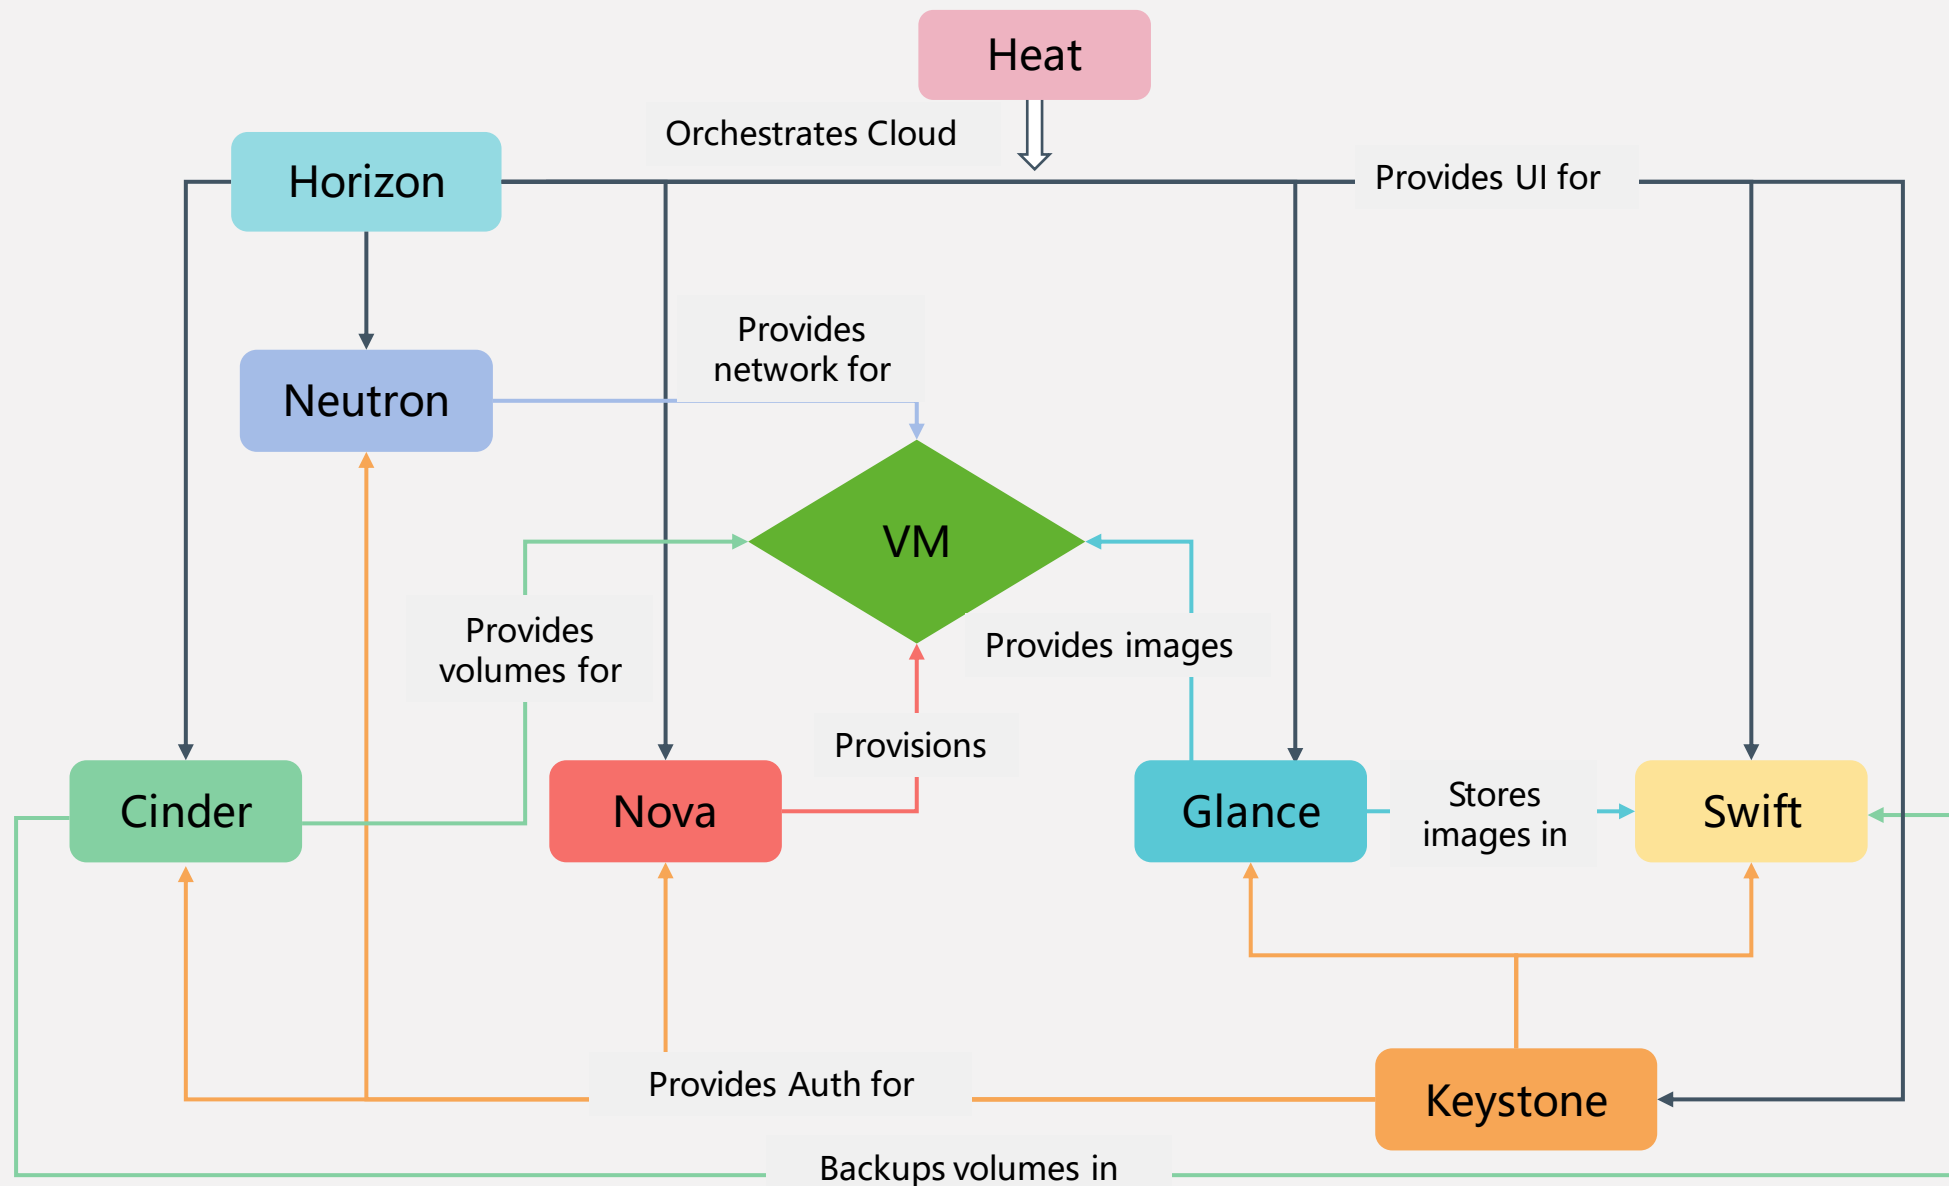 Heat
Orchestrates Cloud
Horizon
Provides UI for
Provides
network for
Neutron
VM
Provides
volumes for
Provides images
Provisions
Cinder
Nova
Glance
Stores
images in
Swift
Provides Auth for
Keystone
Backups volumes in